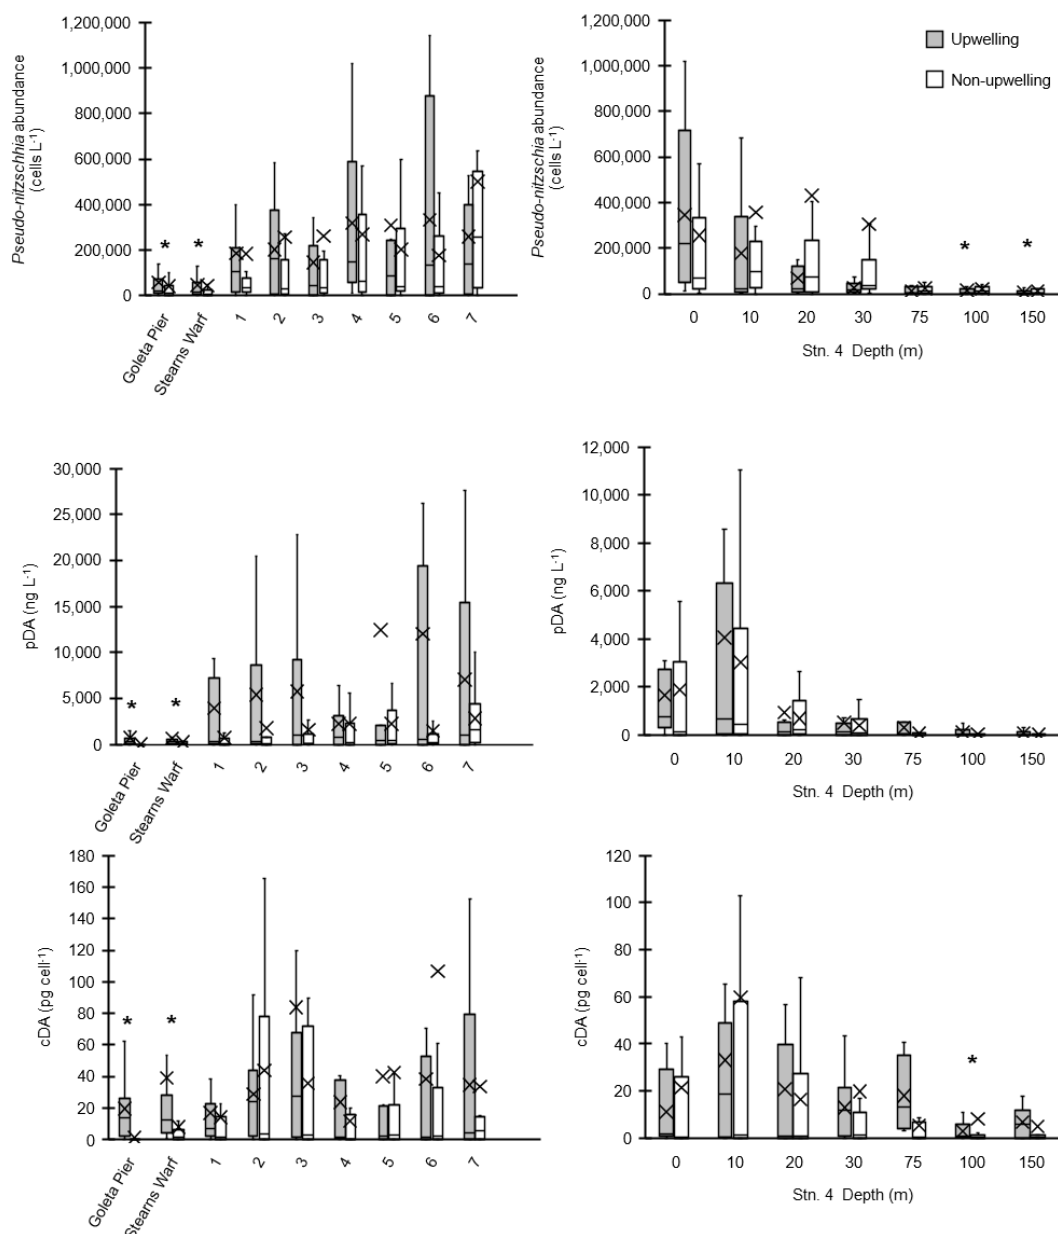 1,200,000
1,000,000
800,000
600,000
400,000
200,000
0
Pseudo-nitzschhia abundance
(cells L-1)
* *
Goleta Pier
Stearns Warf
1 2 3 4 5 6 7
1,200,000
1,000,000
800,000
600,000
400,000
200,000
0
Pseudo-nitzschia abundance
(cells L-1)
Upwelling
Non-upwelling
* *
0 10 20 30 75 100 150
Stn. 4 Depth (m)
30,000
25,000
20,000
15,000
10,000
5,000
0
pDA (ng L-1)
* *
Goleta Pier
Stearns Warf
1 2 3 4 5 6 7
12,000
10,000
8,000
6,000
4,000
2,000
0
pDA (ng L-1)
0 10 20 30 75 100 150
Stn. 4 Depth (m)
180
160
140
120
100
80
60
40
20
0
cDA (pg cell-1)
* *
Goleta Pier
Stearns Warf
1 2 3 4 5 6 7
120
100
80
60
40
20
0
cDA (pg cell-1)
*
0 10 20 30 75 100 150
Stn. 4 Depth (m)